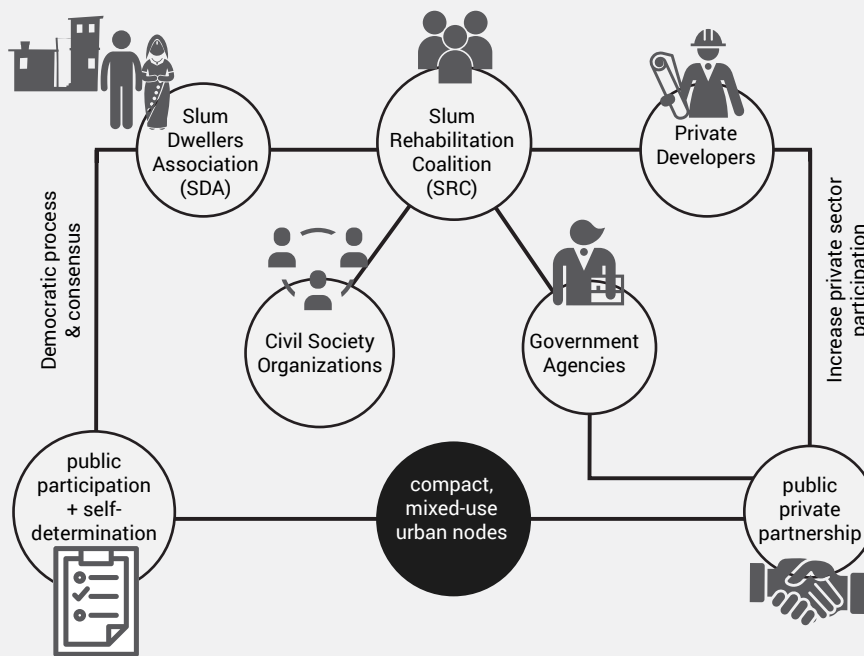 Slum
Dwellers
Association
(SDA)
Slum
Rehabilitation
Coalition
(SRC)
Private
Developers
Democratic process
& consensus
Civil Society
Organizations
Government
Agencies
Increase private sector
participation
public
participation
+ self-
determination
compact,
mixed-use
urban nodes
public
private
partnership